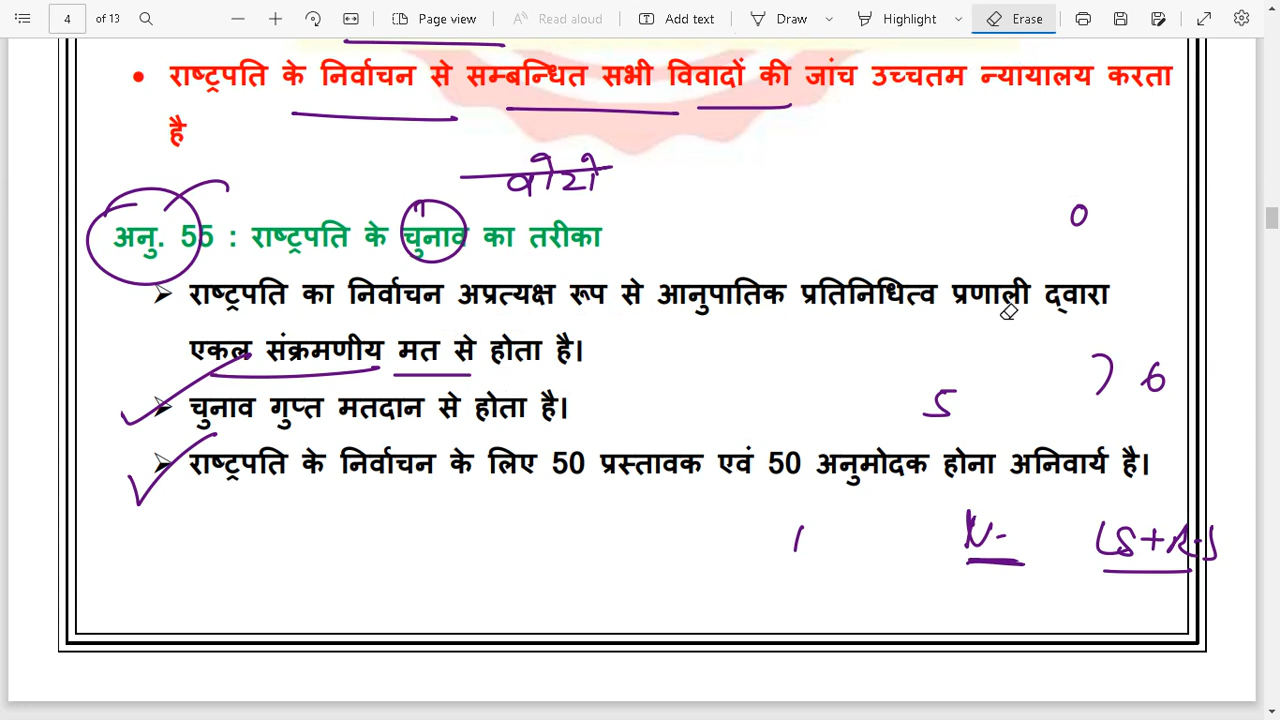 4 of 13 Page view Read aloud Add text Draw Highlight Erase
राष्ट्रपति के निर्वाचन से सम्बन्धित सभी विवादों की जांच उच्चतम न्यायालय करता
है
वीटो
0
अनु. 55 : राष्ट्रपति के चुनाव का तरीका
राष्ट्रपति का निर्वाचन अप्रत्यक्ष रूप से आनुपातिक प्रतिनिधित्व प्रणाली द्वारा
एकल संक्रमणीय मत से होता है।
6
5
चुनाव गुप्त मतदान से होता है।
राष्ट्रपति के निर्वाचन के लिए 50 प्रस्तावक एवं 50 अनुमोदक होना अनिवार्य है।